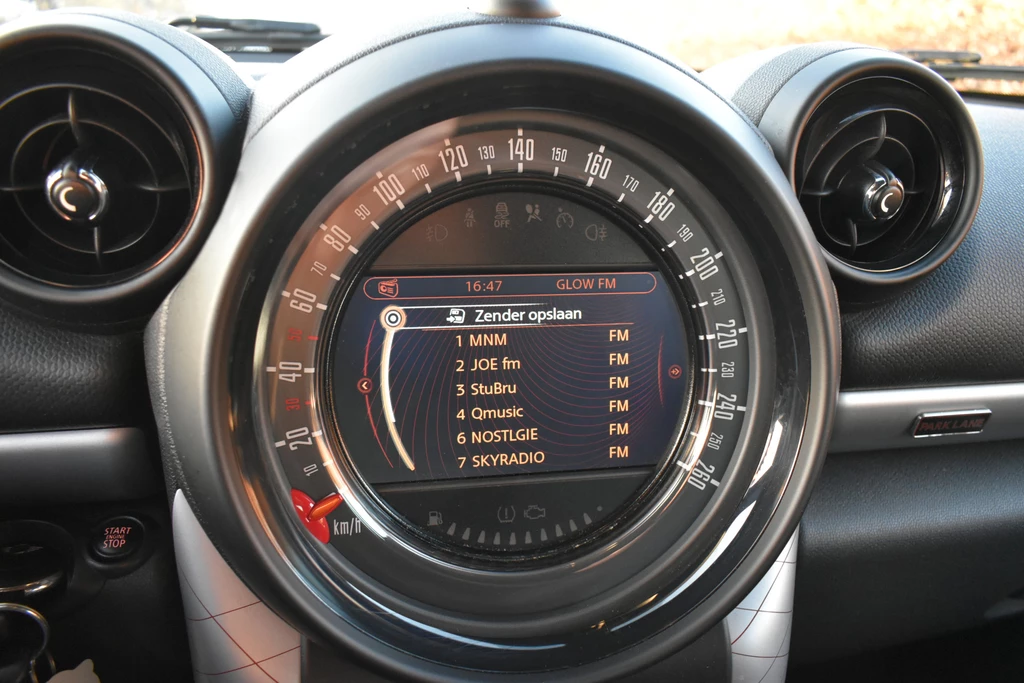 10
20
30
40
50
60
70
80
90
100
110
120
130
140
150
160
170
180
190
200
210
220
230
240
250
260
km/h
OFF
16:47 GLOW FM
Zender opslaan
1 MNM FM
2 JOE fm FM
3 StuBru FM
4 Qmusic FM
6 NOSTLGIE FM
7 SKYRADIO FM
START
ENGINE
STOP
PARK LANE